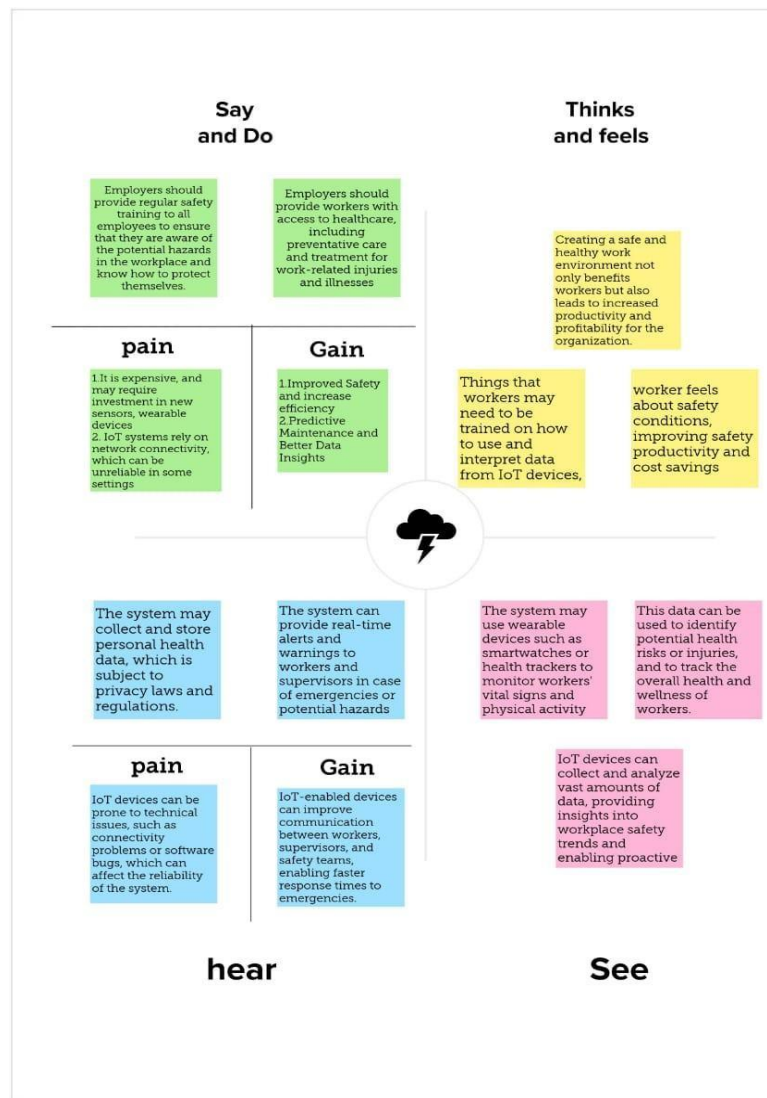 Say
and Do
Employers should
provide regular safety
training to all
employees to ensure
that they are aware of
the potential hazards
in the workplace and
know how to protect
themselves.
Employers should
provide workers with
access to healthcare,
including
preventative care
and treatment for
work-related injuries
and illnesses
pain
1.It is expensive, and
may require
investment in new
sensors, wearable
devices
2. IoT systems rely on
network connectivity,
which can be
unreliable in some
settings
Gain
1.Improved Safety
and increase
efficiency
2.Predictive
Maintenance and
Better Data
Insights
Thinks
and feels
Creating a safe and
healthy work
environment not
only benefits
workers but also
leads to increased
productivity and
profitability for the
organization.
Things that
workers may
need to be
trained on how
to use and
interpret data
from IoT devices,
worker feels
about safety
conditions,
improving safety
productivity and
cost savings
The system may
collect and store
personal health
data, which is
subject to
privacy laws and
regulations.
The system can
provide real-time
alerts and
warnings to
workers and
supervisors in case
of emergencies or
potential hazards
pain
IoT devices can be
prone to technical
issues, such as
connectivity
problems or software
bugs, which can
affect the reliability
of the system.
Gain
IoT-enabled devices
can improve
communication
between workers,
supervisors, and
safety teams,
enabling faster
response times to
emergencies.
hear
The system may
use wearable
devices such as
smartwatches or
health trackers to
monitor workers'
vital signs and
physical activity
This data can be
used to identify
potential health
risks or injuries,
and to track the
overall health and
wellness of
workers.
IoT devices can
collect and analyze
vast amounts of
data, providing
insights into
workplace safety
trends and
enabling proactive
See